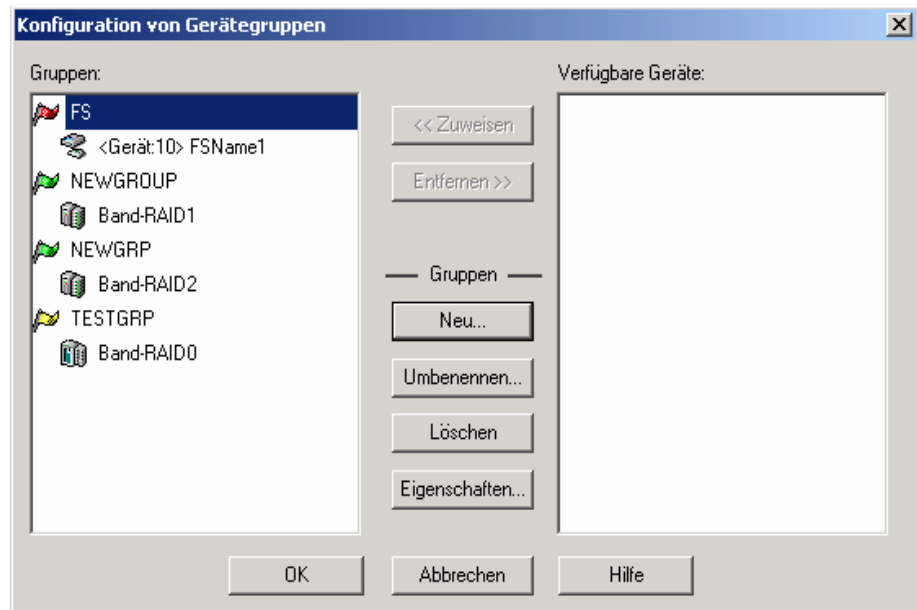 Konfiguration von Gerätegruppen
Gruppen:
FS
<Gerät:10> FSName1
NEWGROUP
Band-RAID1
NEWGRP
Band-RAID2
TESTGRP
Band-RAID0
<< Zuweisen
Entfernen >>
Gruppen
Neu...
Umbenennen...
Löschen
Eigenschaften...
Verfügbare Geräte:
OK
Abbrechen
Hilfe